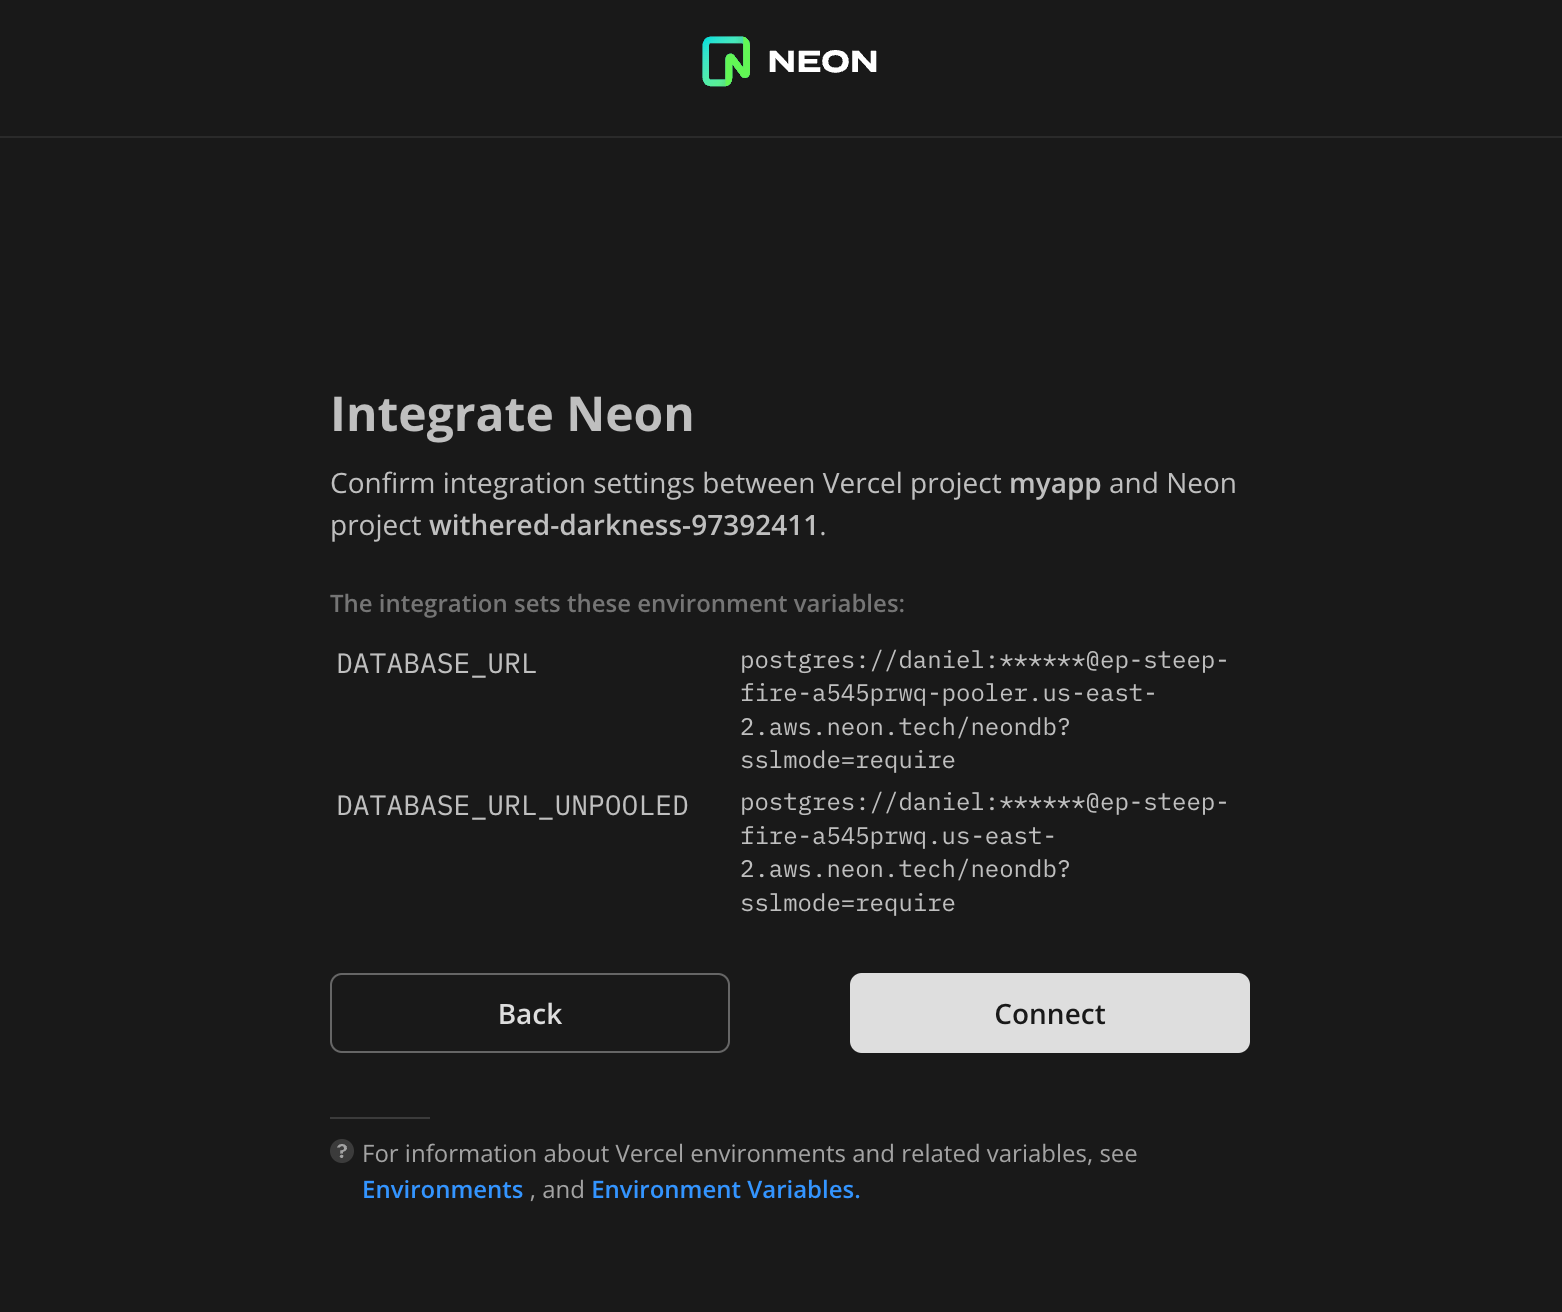 NEON
Integrate Neon
Confirm integration settings between Vercel project myapp and Neon
project withered-darkness-97392411.
The integration sets these environment variables:
DATABASE_URL
postgres://daniel:******@ep-steep-
fire-a545prwq-pooler.us-east-
2.aws.neon.tech/neondb?
sslmode=require
DATABASE_URL_UNPOOLED
postgres://daniel:******@ep-steep-
fire-a545prwq.us-east-
2.aws.neon.tech/neondb?
sslmode=require
Back
Connect
? For information about Vercel environments and related variables, see
Environments , and Environment Variables.